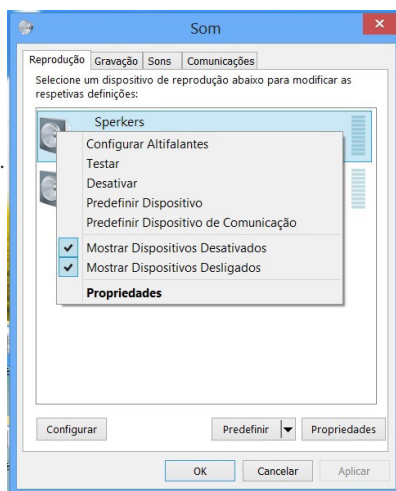 Som
Reprodução Gravação Sons Comunicações
Selecione um dispositivo de reprodução abaixo para modificar as
respetivas definições:
Sperkers
Configurar Altifalantes
Testar
Desativar
Predefinir Dispositivo
Predefinir Dispositivo de Comunicação
Mostrar Dispositivos Desativados
Mostrar Dispositivos Desligados
Propriedades
Configurar Predefinir Propriedades
OK Cancelar Aplicar